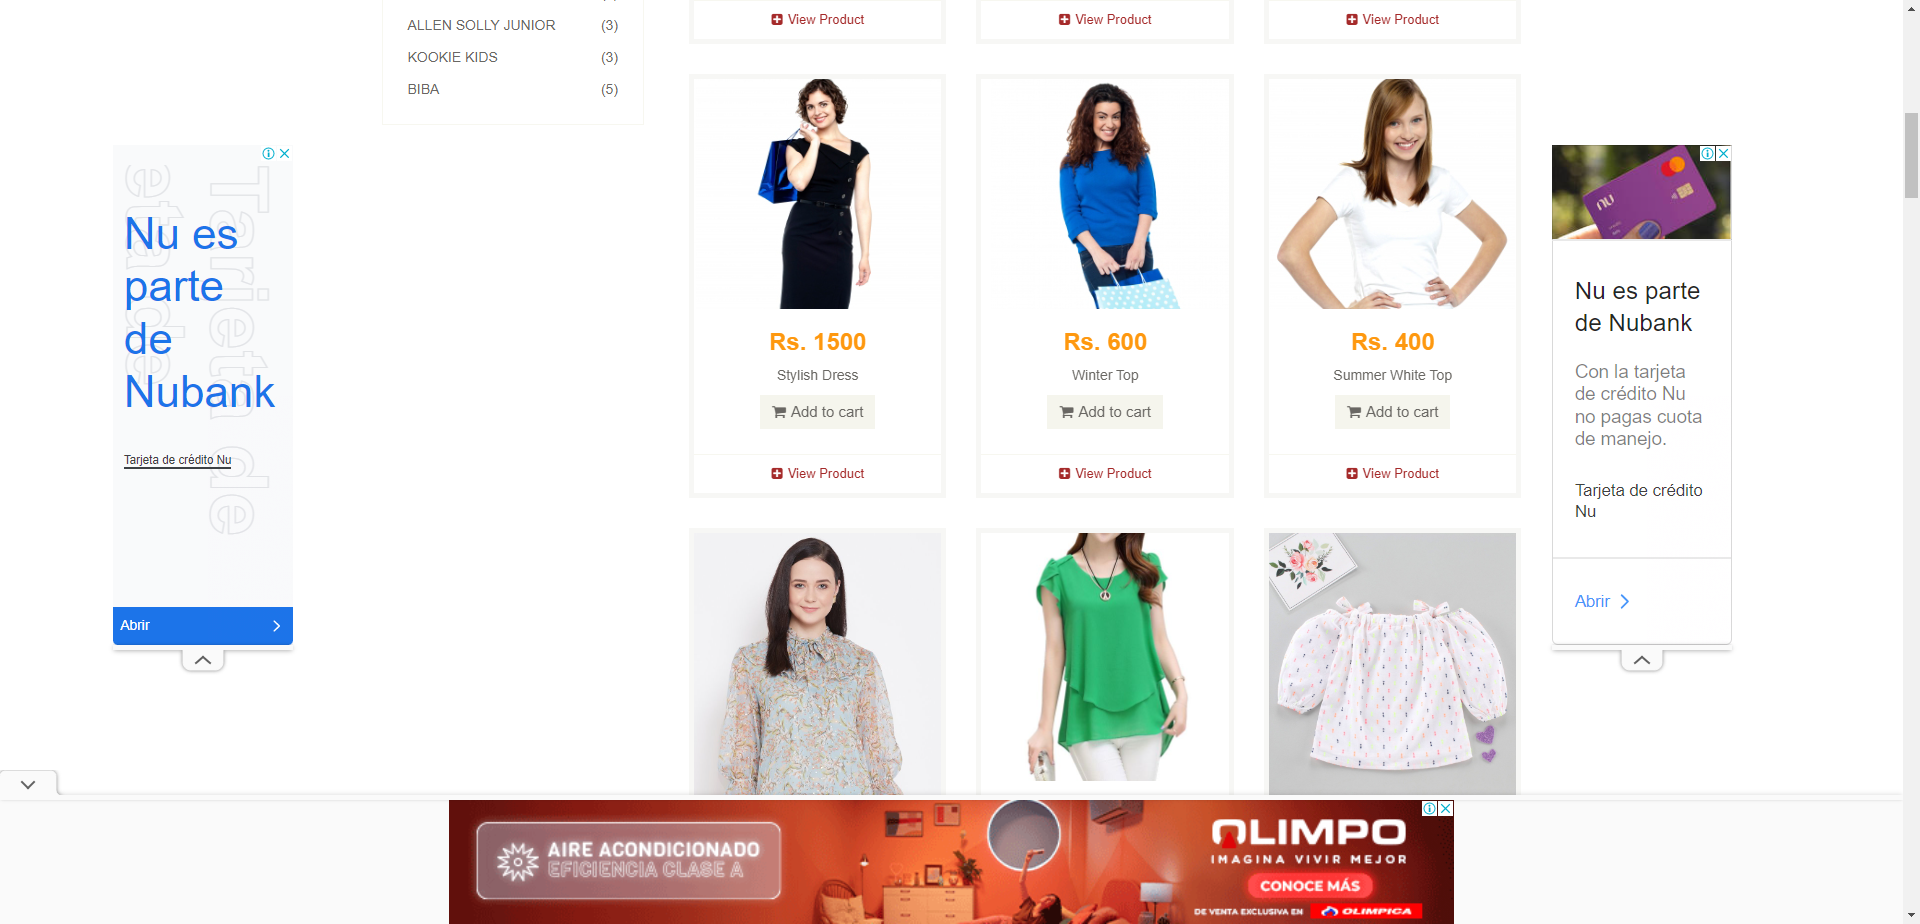 ALLEN SOLLY JUNIOR (3)
KOOKIE KIDS (3)
BIBA (5)
View Product
View Product
View Product
Rs. 1500
Stylish Dress
Add to cart
View Product
Rs. 600
Winter Top
Add to cart
View Product
Rs. 400
Summer White Top
Add to cart
View Product
Tarjeta de
etade
Nu es
parte
de
Nubank
Tarjeta de crédito Nu
Abrir
nu
Nu es parte
de Nubank
Con la tarjeta
de crédito Nu
no pagas cuota
de manejo.
Tarjeta de crédito
Nu
Abrir
AIRE ACONDICIONADO
EFICIENCIA CLASE A
OLIMPO
IMAGINA VIVIR MEJOR
CONOCE MÁS
DE VENTA EXCLUSIVA EN OLIMPICA